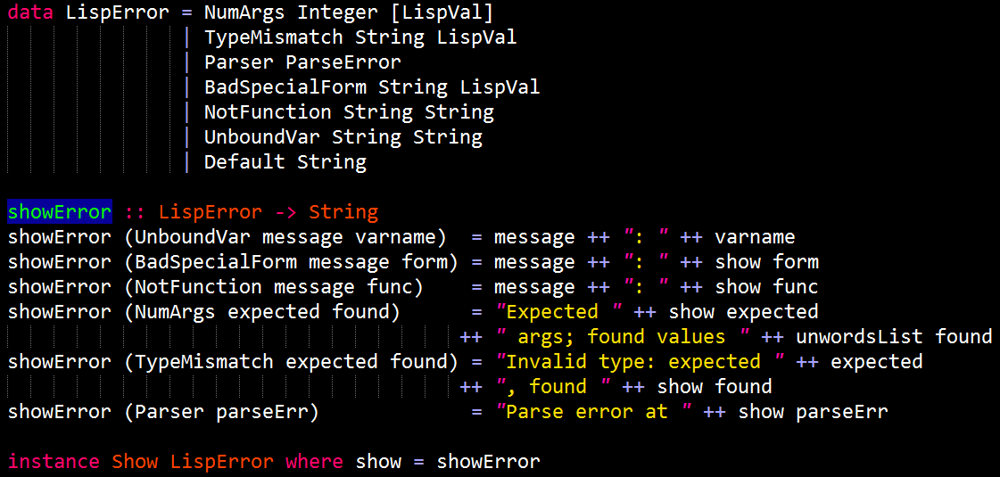 data LispError = NumArgs Integer [LispVal]
               | TypeMismatch String LispVal
               | Parser ParseError
               | BadSpecialForm String LispVal
               | NotFunction String String
               | UnboundVar String String
               | Default String

showError :: LispError -> String
showError (UnboundVar message varname)  = message ++ ": " ++ varname
showError (BadSpecialForm message form) = message ++ ": " ++ show form
showError (NotFunction message func)    = message ++ ": " ++ show func
showError (NumArgs expected found)      = "Expected " ++ show expected
                                       ++ " args; found values " ++ unwordsList found
showError (TypeMismatch expected found) = "Invalid type: expected " ++ expected
                                       ++ ", found " ++ show found
showError (Parser parseErr)             = "Parse error at " ++ show parseErr

instance Show LispError where show = showError